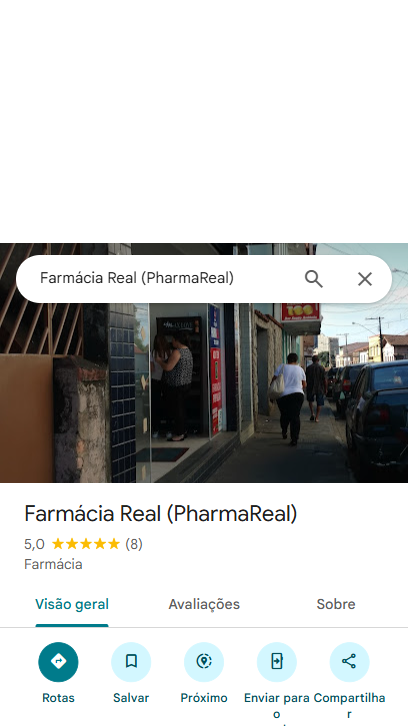 Farmácia Real (PharmaReal)
Farmácia Real (PharmaReal)
5,0 (8)
Farmácia
Visão geral Avaliações Sobre
Rotas Salvar Próximo Enviar para Compartilha
o r